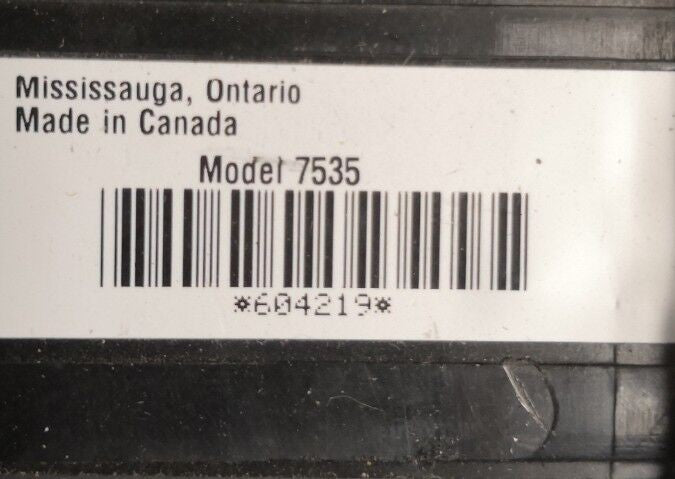 Mississauga, Ontario
Made in Canada
Model 7535
*604219*